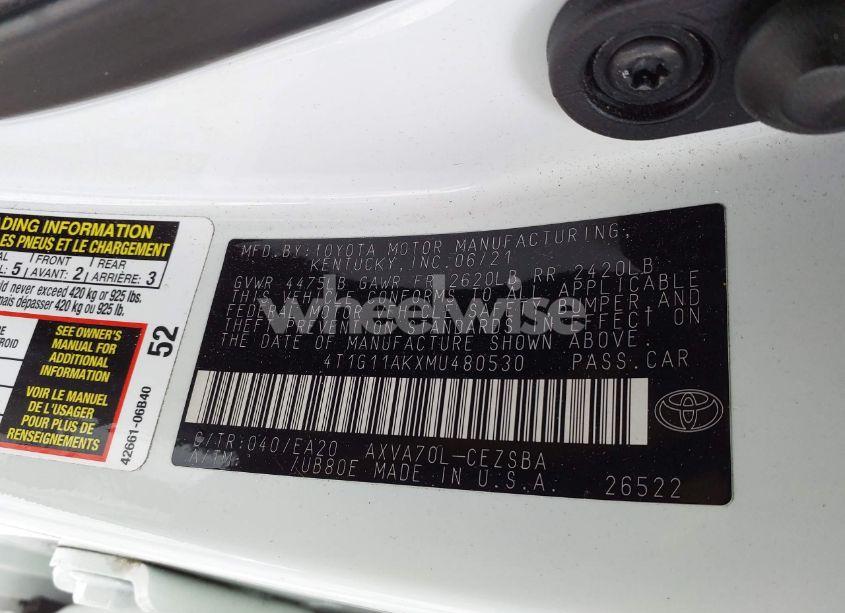 ADING INFORMATION
LES PNEUS ET LE CHARGEMENT
FRONT
REAR
L: 5 AVANT: 2 ARRIÈRE: 3
never exceed 420 kg or 925 lbs.
mais dépasser 420 kg ou 925 lb.
SEE OWNER'S
MANUAL FOR
ADDITIONAL
INFORMATION
VOIR LE MANUEL
DE L'USAGER
POUR PLUS DE
RENSEIGNEMENTS
52
42661-06B40
MFD.BY:TOYOTA MOTOR MANUFACTURING,
KENTUCKY, INC. 06/21
GVWR 4475LB GAWR FR 2620LB RR 2420LB
THIS VEHICLE CONFORMS TO ALL APPLICABLE
FEDERAL MOTOR VEHICLE SAFETY, BUMPER AND
THEFT PREVENTION STANDARDS IN EFFECT ON
THE DATE OF MANUFACTURE SHOWN ABOVE.
4T1G11AKXMU480530 PASS.CAR
C/TR:040/EA20 AXVA70L-CEZSBA
A/TM: /UB80E MADE IN U.S.A. 26522
wheelwise